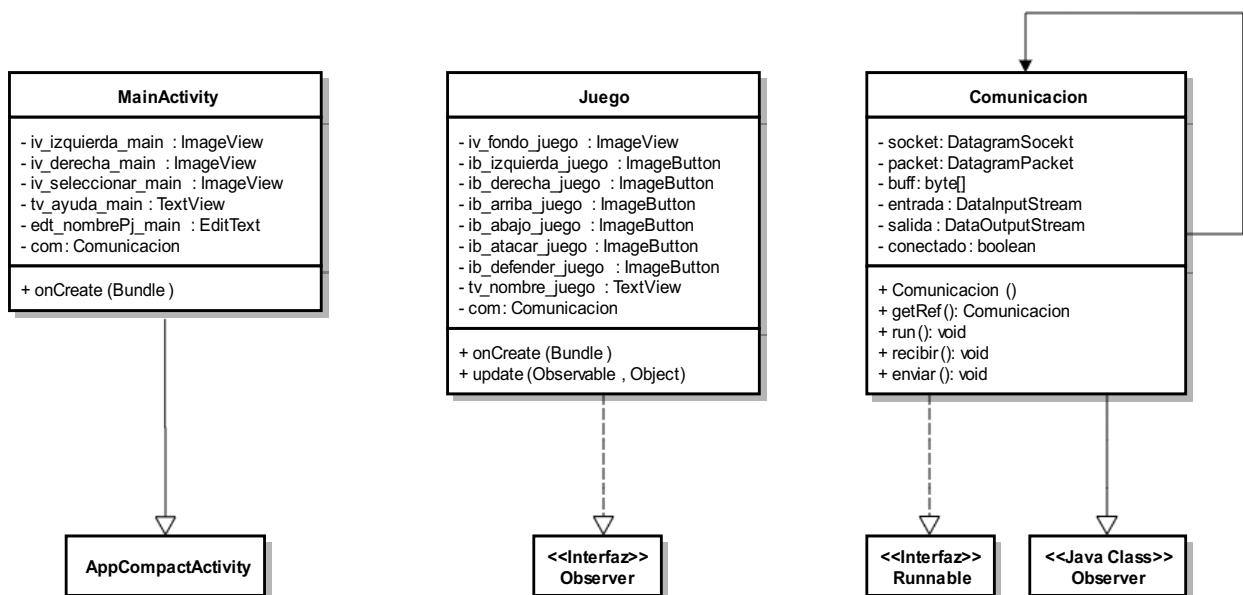 MainActivity
- iv_izquierda_main : ImageView
- iv_derecha_main : ImageView
- iv_seleccionar_main : ImageView
- tv_ayuda_main : TextView
- edt_nombrePj_main : EditText
- com: Comunicacion
+ onCreate (Bundle )
AppCompactActivity
Juego
- iv_fondo_juego : ImageView
- ib_izquierda_juego : ImageButton
- ib_derecha_juego : ImageButton
- ib_arriba_juego : ImageButton
- ib_abajo_juego : ImageButton
- ib_atacar_juego : ImageButton
- ib_defender_juego : ImageButton
- tv_nombre_juego : TextView
- com: Comunicacion
+ onCreate (Bundle )
+ update (Observable , Object)
<<Interfaz>>
Observer
Comunicacion
- socket: DatagramSocekt
- packet: DatagramPacket
- buff: byte[]
- entrada : DataInputStream
- salida : DataOutputStream
- conectado : boolean
+ Comunicacion ()
+ getRef(): Comunicacion
+ run(): void
+ recibir(): void
+ enviar (): void
<<Interfaz>>
Runnable
<<Java Class>>
Observer